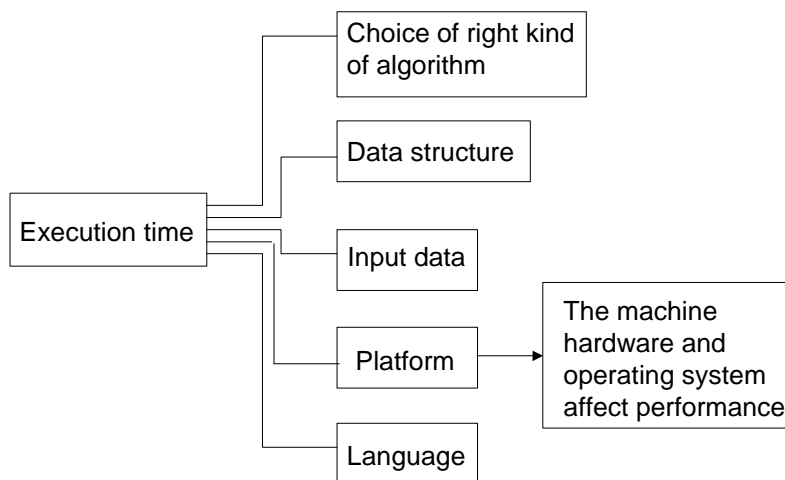 Choice of right kind
of algorithm
Data structure
Execution time
Input data
The machine
hardware and
operating system
affect performance
Platform
Language